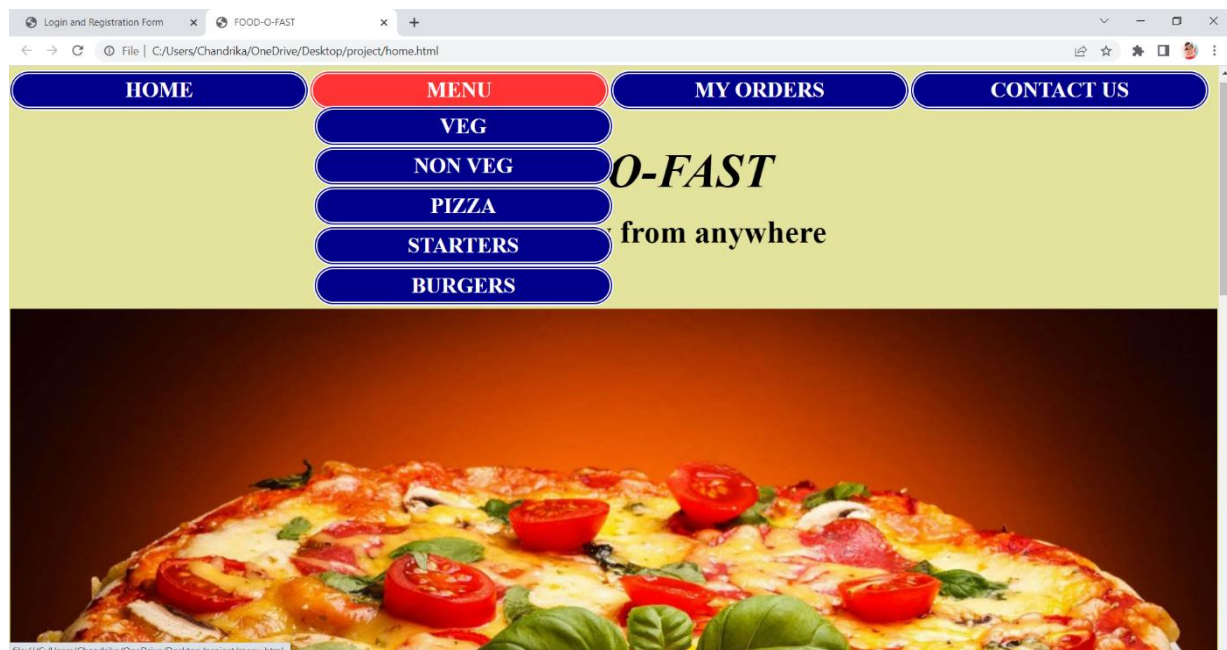 Login and Registration Form
FOOD-O-FAST
File | C:/Users/Chandrika/OneDrive/Desktop/project/home.html
HOME MENU MY ORDERS CONTACT US
VEG
NON VEG
O-FAST
PIZZA
from anywhere
STARTERS
BURGERS